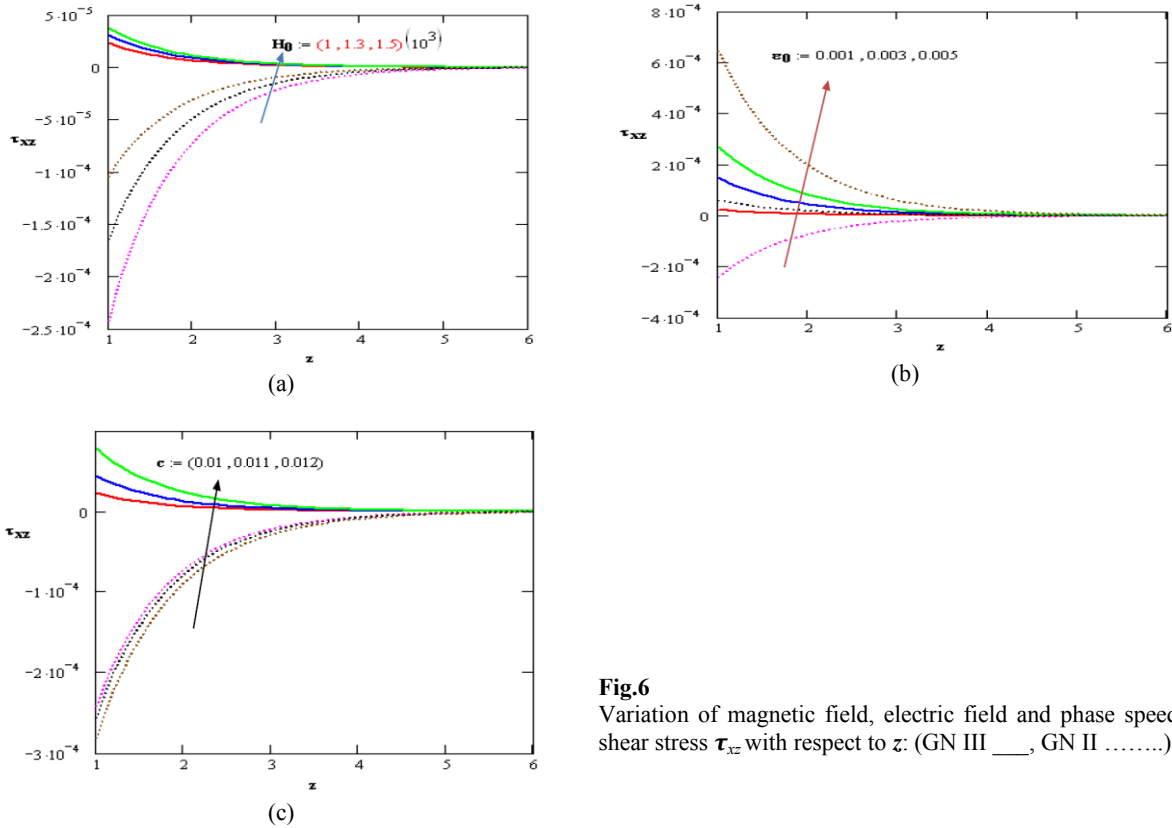 5·10⁻⁵
0
−5·10⁻⁵
−1·10⁻⁴
−1.5·10⁻⁴
−2·10⁻⁴
−2.5·10⁻⁴
τxz
H0 := (1 , 1.3 , 1.5) (10³)
1 2 3 4 5 6
z
(a)
8·10⁻⁴
6·10⁻⁴
4·10⁻⁴
2·10⁻⁴
0
−2·10⁻⁴
−4·10⁻⁴
τxz
e0 := 0.001 , 0.003 , 0.005
1 2 3 4 5 6
z
(b)
0
−1·10⁻⁴
−2·10⁻⁴
−3·10⁻⁴
τxz
c := (0.01 , 0.011 , 0.012)
1 2 3 4 5 6
z
(c)
Fig.6
Variation of magnetic field, electric field and phase speed
shear stress τxz with respect to z: (GN III ___, GN II ……..)